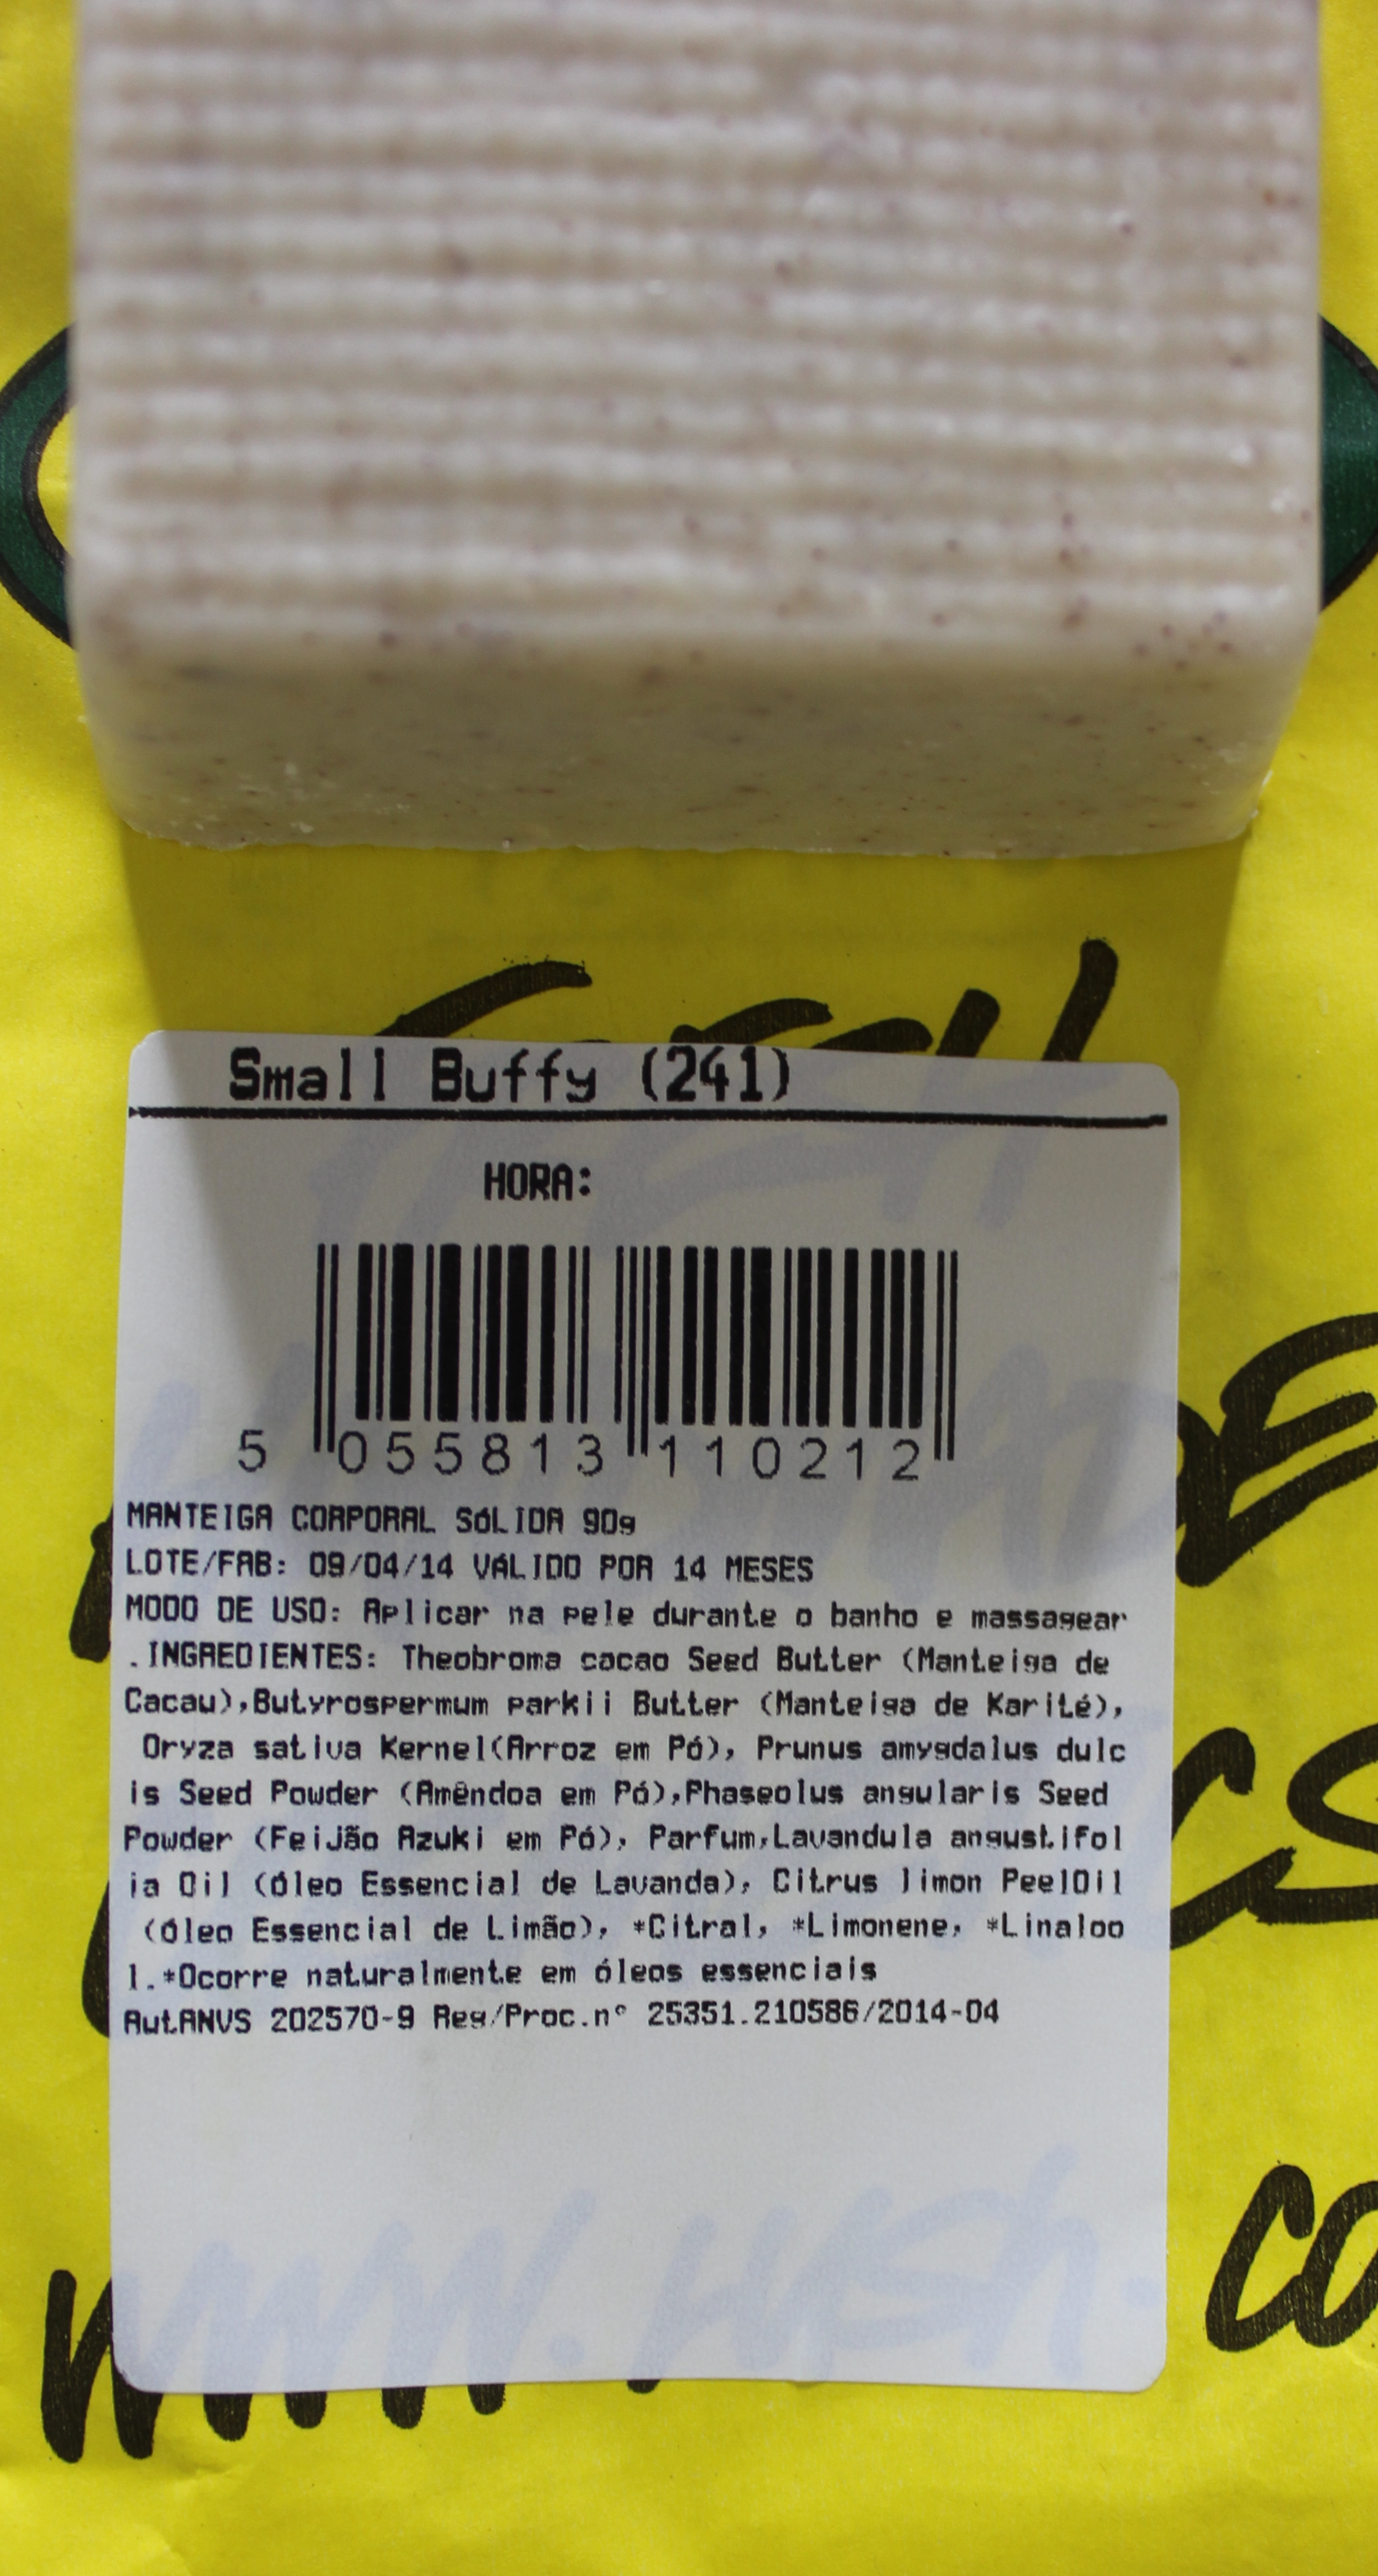 Small Buffy (241)
HORA:
5 055813 110212
MANTEIGA CORPORAL SÓLIDA 90g
LOTE/FAB: 09/04/14 VÁLIDO POR 14 MESES
MODO DE USO: Aplicar na pele durante o banho e massagear
.INGREDIENTES: Theobroma cacao Seed Butter (Manteiga de
Cacau),Butyrospermum parkii Butter (Manteiga de Karité),
Oryza sativa Kernel(Arroz em Pó), Prunus amygdalus dulc
is Seed Powder (Amêndoa em Pó),Phaseolus angularis Seed
Powder (Feijão Azuki em Pó), Parfum,Lavandula angustifol
ia Oil (Óleo Essencial de Lavanda), Citrus limon PeelOil
(Óleo Essencial de Limão), *Citral, *Limonene, *Linaloo
l.*Ocorre naturalmente em óleos essenciais
AutANVS 202570-9 Reg/Proc.nº 25351.210586/2014-04